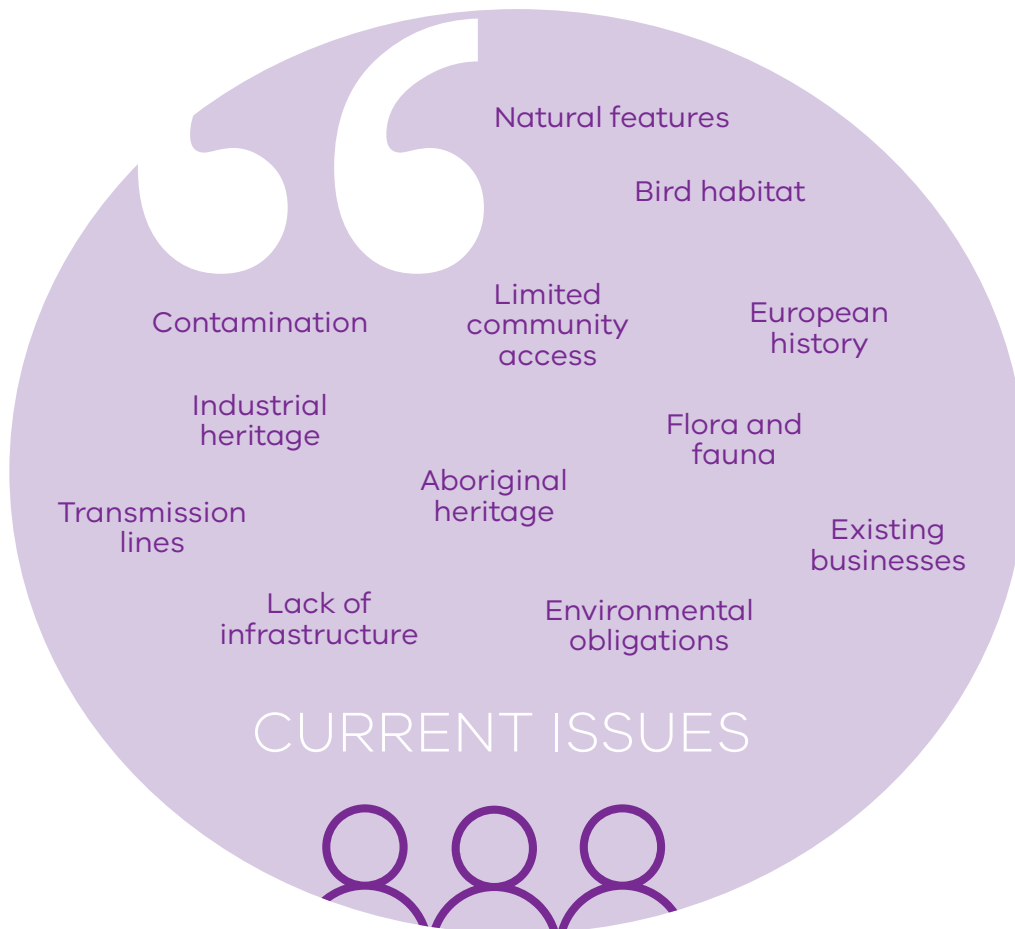 Natural features
Bird habitat
Contamination
Limited
community
access
European
history
Industrial
heritage
Flora and
fauna
Aboriginal
heritage
Transmission
lines
Existing
businesses
Lack of
infrastructure
Environmental
obligations
CURRENT ISSUES